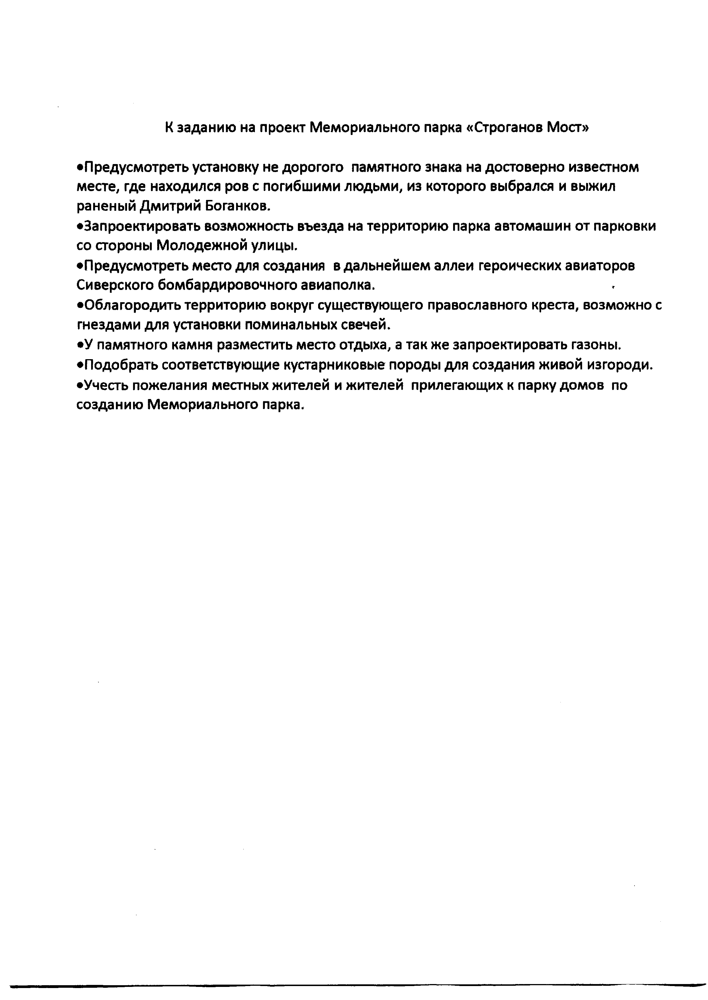 К заданию на проект Мемориального парка «Строганов Мост»
•Предусмотреть установку не дорогого памятного знака на достоверно известном
месте, где находился ров с погибшими людьми, из которого выбрался и выжил
раненый Дмитрий Боганков.
•Запроектировать возможность въезда на территорию парка автомашин от парковки
со стороны Молодежной улицы.
•Предусмотреть место для создания в дальнейшем аллеи героических авиаторов
Сиверского бомбардировочного авиаполка.
•Облагородить территорию вокруг существующего православного креста, возможно с
гнездами для установки поминальных свечей.
•У памятного камня разместить место отдыха, а так же запроектировать газоны.
•Подобрать соответствующие кустарниковые породы для создания живой изгороди.
•Учесть пожелания местных жителей и жителей прилегающих к парку домов по
созданию Мемориального парка.